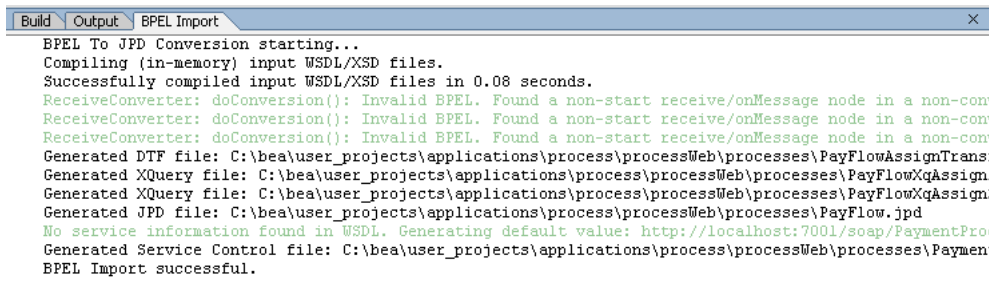 Build Output BPEL Import
BPEL To JPD Conversion starting...
Compiling (in-memory) input WSDL/XSD files.
Successfully compiled input WSDL/XSD files in 0.08 seconds.
ReceiveConverter: doConversion(): Invalid BPEL. Found a non-start receive/onMessage node in a non-con
ReceiveConverter: doConversion(): Invalid BPEL. Found a non-start receive/onMessage node in a non-con
ReceiveConverter: doConversion(): Invalid BPEL. Found a non-start receive/onMessage node in a non-con
Generated DTF file: C:\bea\user_projects\applications\process\processWeb\processes\PayFlowAssignTrans
Generated XQuery file: C:\bea\user_projects\applications\process\processWeb\processes\PayFlowXqAssign
Generated XQuery file: C:\bea\user_projects\applications\process\processWeb\processes\PayFlowXqAssign
Generated JPD file: C:\bea\user_projects\applications\process\processWeb\processes\PayFlow.jpd
No service information found in WSDL. Generating default value: http://localhost:7001/soap/PaymentPro
Generated Service Control file: C:\bea\user_projects\applications\process\processWeb\processes\Paymen
BPEL Import successful.